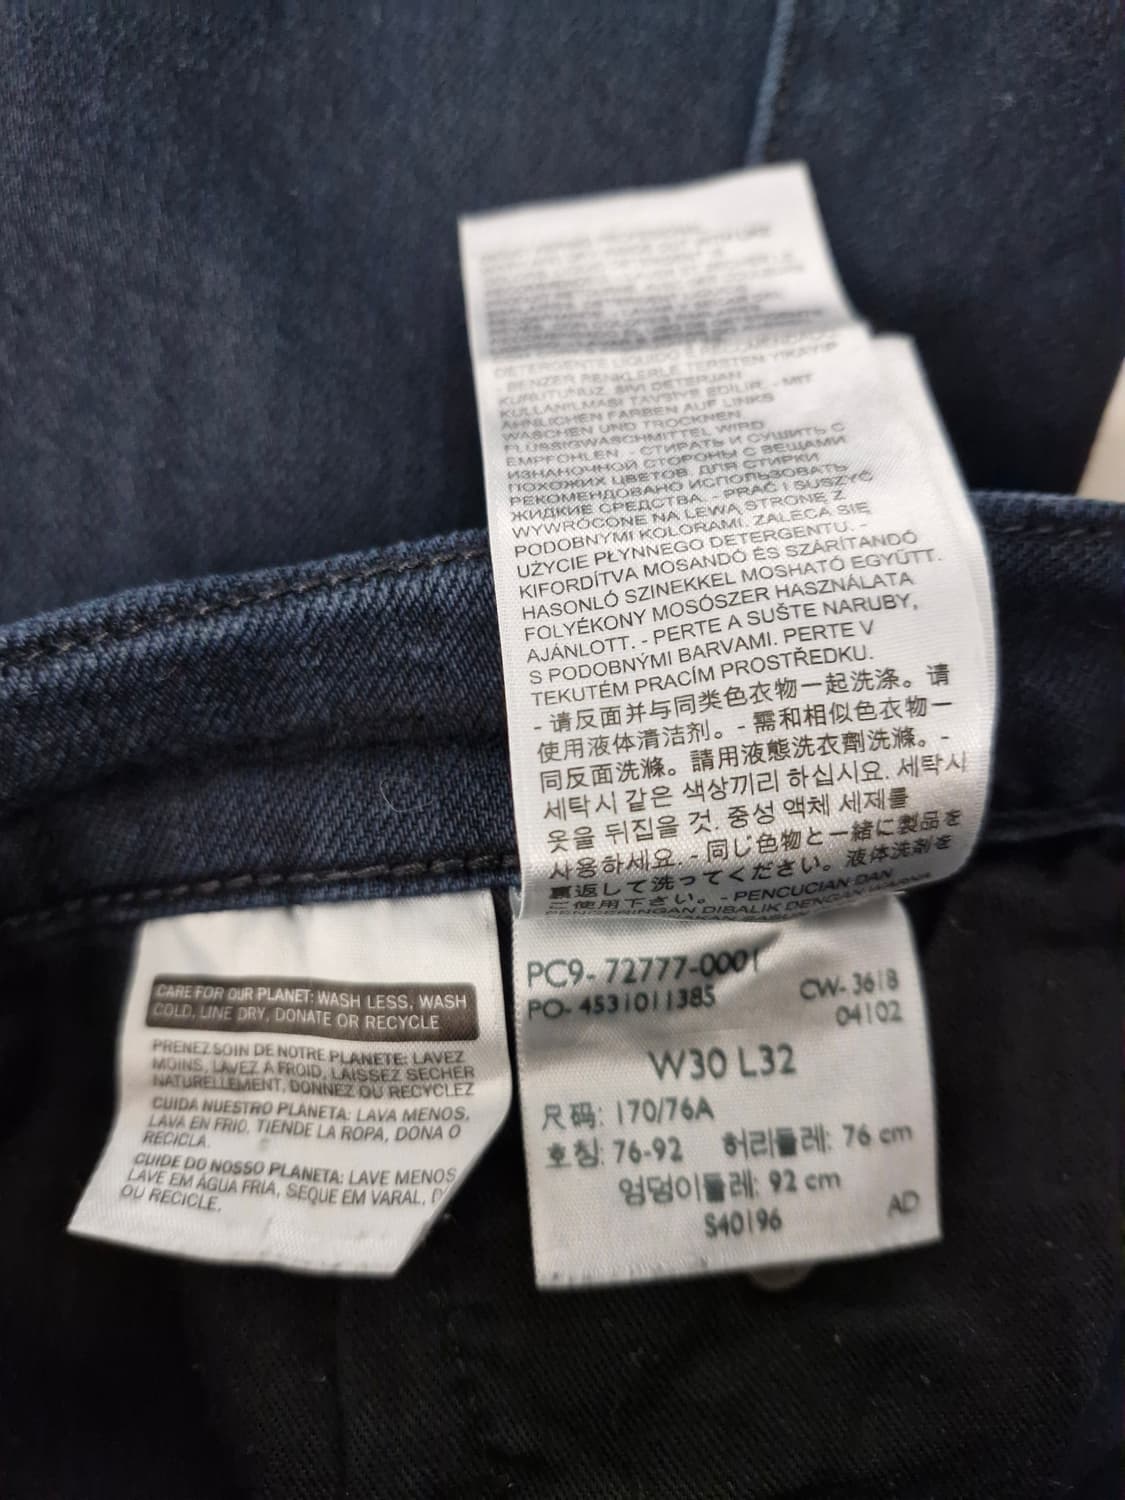 DETERGENTE LÍQUIDO É RECOMENDADO.
- BENZER RENKLERLE TERSTEN YIKAYIP
KURUTUNUZ. SIVI DETERJAN
KULLANILMASI TAVSİYE EDİLİR. - MIT
ÄHNLICHEN FARBEN AUF LINKS
WASCHEN UND TROCKNEN.
FLÜSSIGWASCHMITTEL WIRD
EMPFOHLEN - СТИРАТЬ И СУШИТЬ С
ИЗНАНОЧНОЙ СТОРОНЫ С ВЕЩАМИ
ПОХОЖИХ ЦВЕТОВ. ДЛЯ СТИРКИ
РЕКОМЕНДОВАНО ИСПОЛЬЗОВАТЬ
ЖИДКИЕ СРЕДСТВА. - PRAĆ I SUSZYĆ
WYWRÓCONE NA LEWĄ STRONĘ Z
PODOBNYMI KOLORAMI. ZALECA SIĘ
UŻYCIE PŁYNNEGO DETERGENTU. -
KIFORDÍTVA MOSANDÓ ÉS SZÁRÍTANDÓ
HASONLÓ SZINEKKEL MOSHATÓ EGYÜTT.
FOLYÉKONY MOSÓSZER HASZNÁLATA
AJÁNLOTT. - PERTE A SUŠTE NARUBY,
S PODOBNÝMI BARVAMI. PERTE V
TEKUTÉM PRACÍM PROSTŘEDKU.
- 请反面并与同类色衣物一起洗涤。请
使用液体清洁剂。- 需和相似色衣物一
同反面洗滌。請用液態洗衣劑洗滌。-
세탁시 같은 색상끼리 하십시요. 세탁시
옷을 뒤집을 것. 중성 액체 세제를
사용하세요. - 同じ色物と一緒に製品を
裏返して洗ってください。液体洗剤を
ご使用下さい。- PENCUCIAN DAN
PENGERINGAN DIBALIK DENGAN WARNA
CARE FOR OUR PLANET: WASH LESS, WASH
COLD, LINE DRY, DONATE OR RECYCLE
PRENEZ SOIN DE NOTRE PLANETE: LAVEZ
MOINS, LAVEZ A FROID, LAISSEZ SECHER
NATURELLEMENT, DONNEZ OU RECYCLEZ
CUIDA NUESTRO PLANETA: LAVA MENOS,
LAVA EN FRIO, TIENDE LA ROPA, DONA O
RECICLA.
CUIDE DO NOSSO PLANETA: LAVE MENOS
LAVE EM ÁGUA FRIA, SEQUE EM VARAL,
OU RECICLE.
PC9-72777-0001
PO-4531011385 CW-3618
04102
W30 L32
尺码: 170/76A
호칭: 76-92 허리둘레: 76 cm
엉덩이둘레: 92 cm
S40196 AD